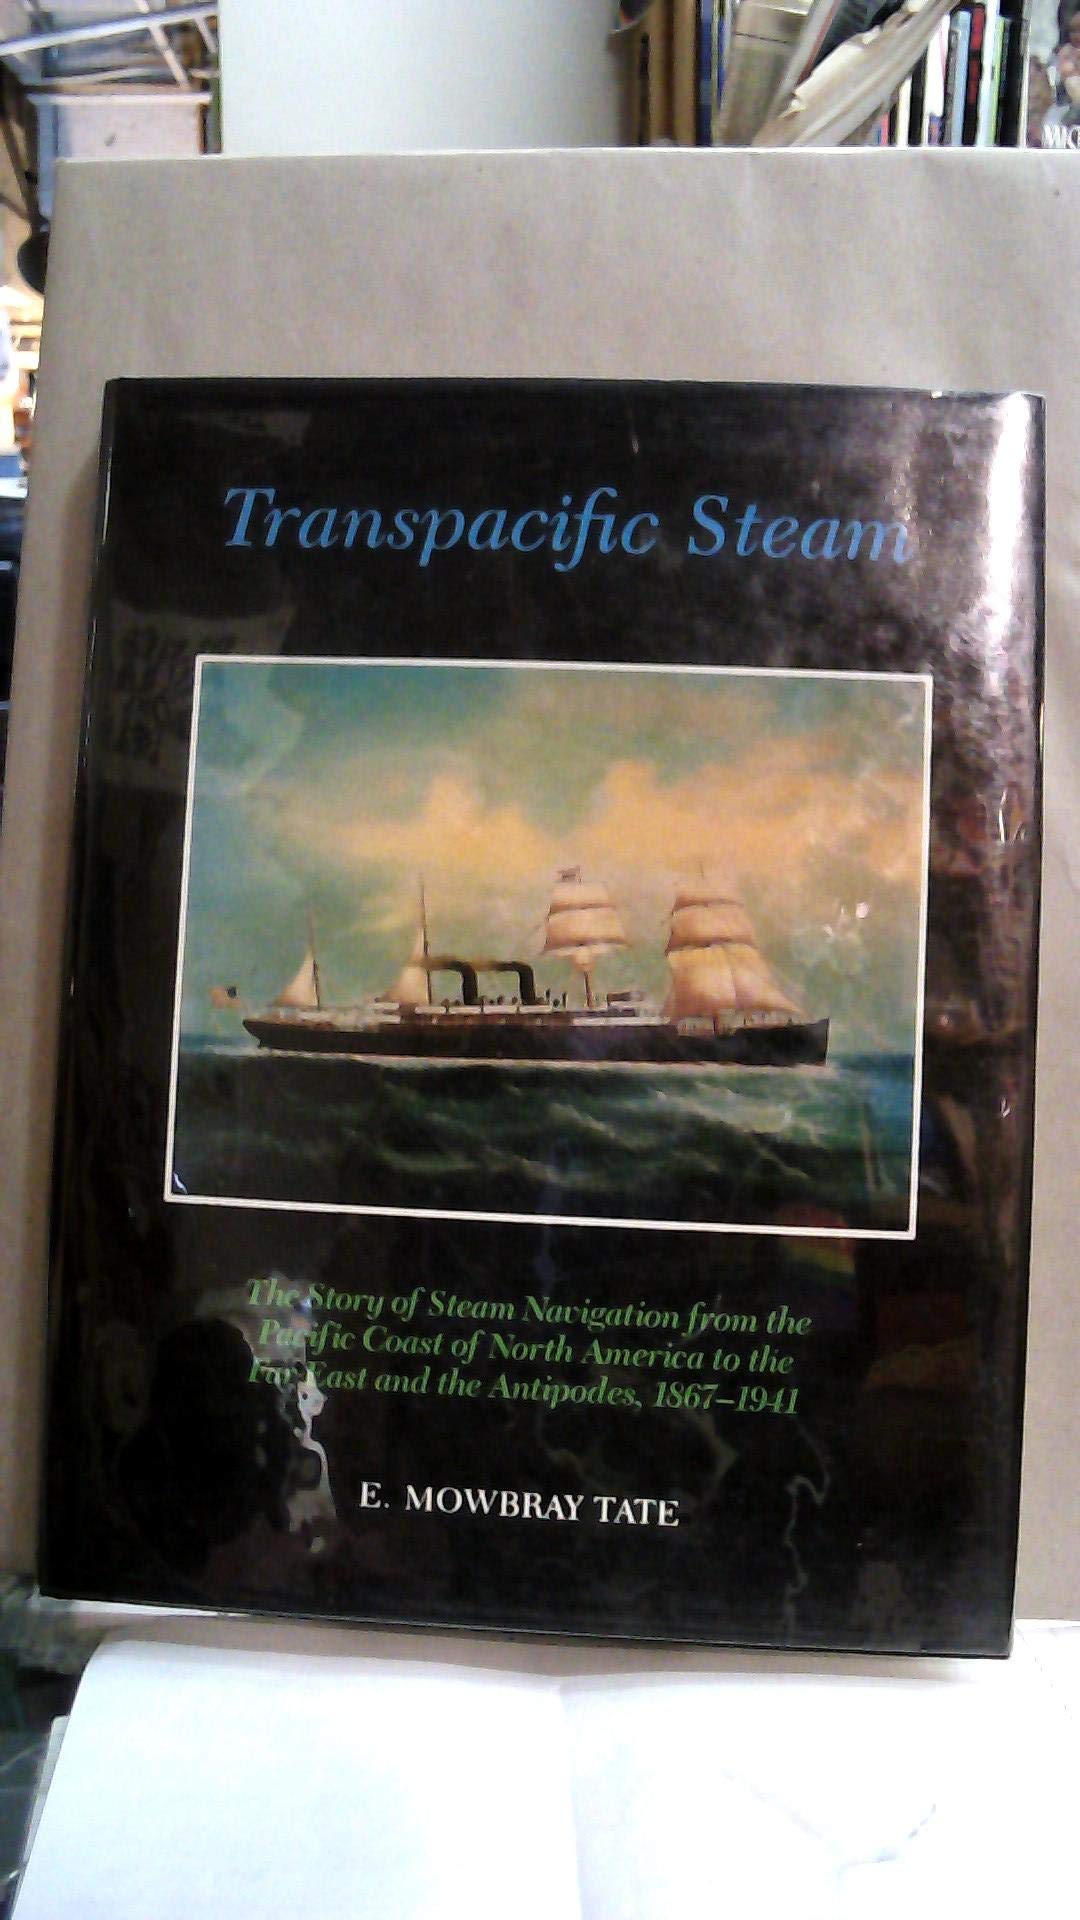 Transpacific Steam
The Story of Steam Navigation from the
Pacific Coast of North America to the
Far East and the Antipodes, 1867–1941
E. MOWBRAY TATE